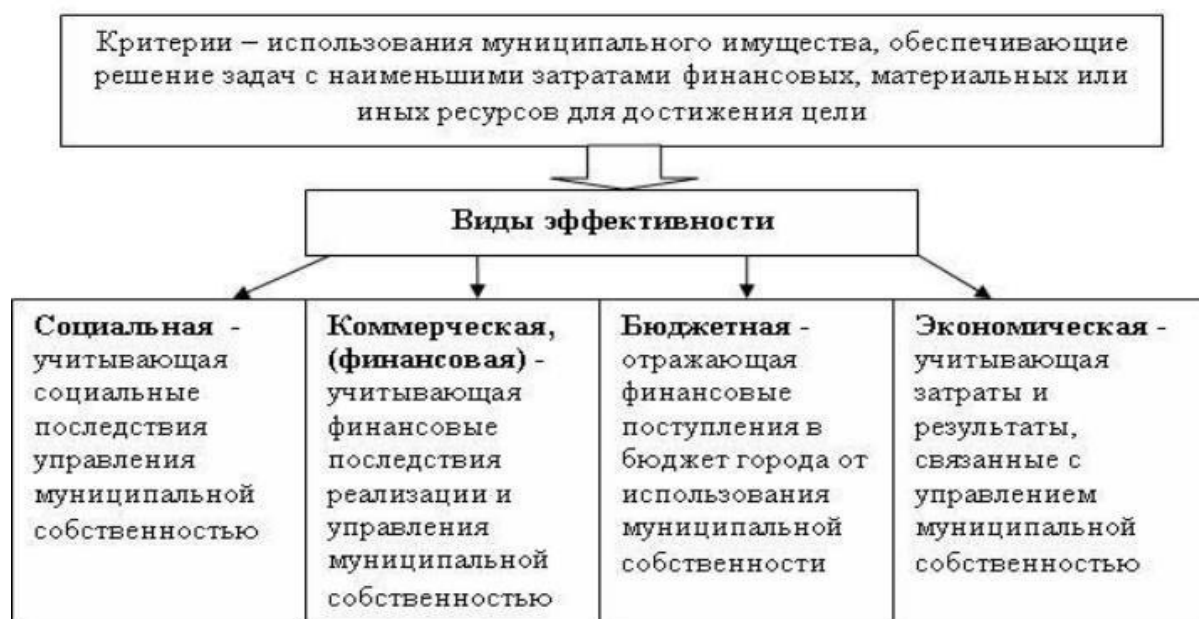 Критерии – использования муниципального имущества, обеспечивающие
решение задач с наименьшими затратами финансовых, материальных или
иных ресурсов для достижения цели
Виды эффективности
Социальная -
учитывающая
социальные
последствия
управления
муниципальной
собственностью
Коммерческая,
(финансовая) -
учитывающая
финансовые
последствия
реализации и
управления
муниципальной
собственностью
Бюджетная -
отражающая
финансовые
поступления в
бюджет города от
использования
муниципальной
собственности
Экономическая -
учитывающая
затраты и
результаты,
связанные с
управлением
муниципальной
собственностью